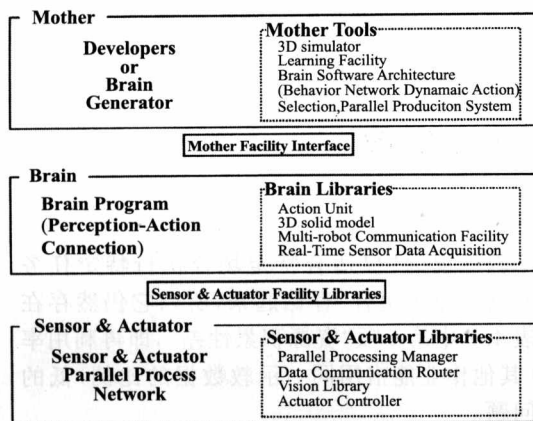 Mother
Developers
or
Brain
Generator
Mother Tools
3D simulator
Learning Facility
Brain Software Architecture
(Behavior Network Dynamaic Action)
Selection,Parallel Produciton System
Mother Facility Interface
Brain
Brain Program
(Perception-Action
Connection)
Brain Libraries
Action Unit
3D solid model
Multi-robot Communication Facility
Real-Time Sensor Data Acquisition
Sensor & Actuator Facility Libraries
Sensor & Actuator
Sensor & Actuator
Parallel Process
Network
Sensor & Actuator Libraries
Parallel Processing Manager
Data Communication Router
Vision Library
Actuator Controller